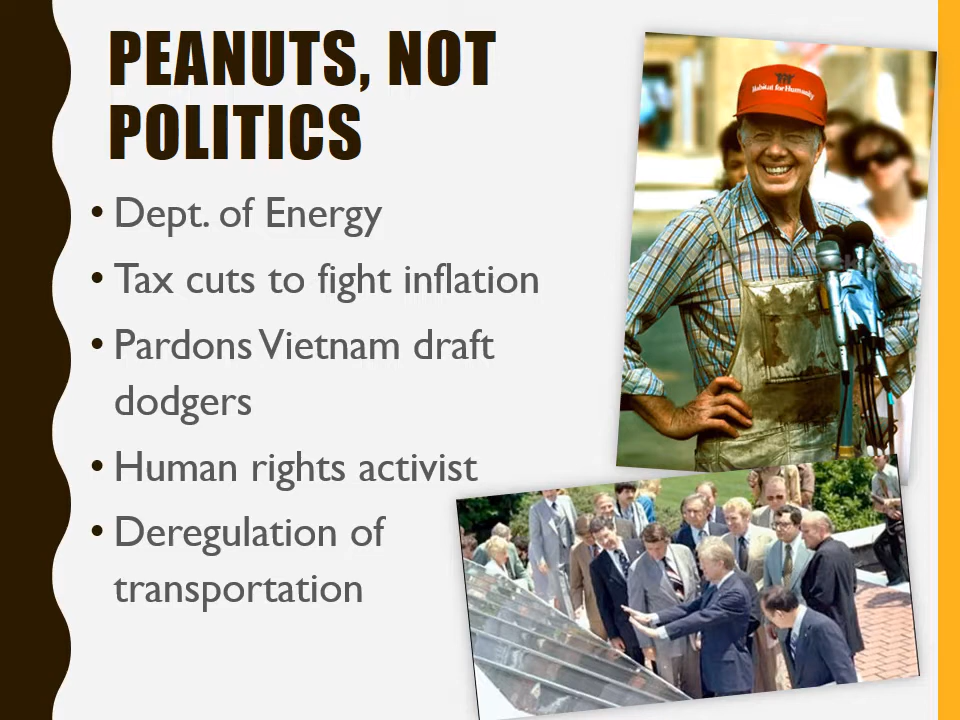 PEANUTS, NOT
POLITICS
• Dept. of Energy
• Tax cuts to fight inflation
• Pardons Vietnam draft
dodgers
• Human rights activist
• Deregulation of
transportation
Habitat for Humanity